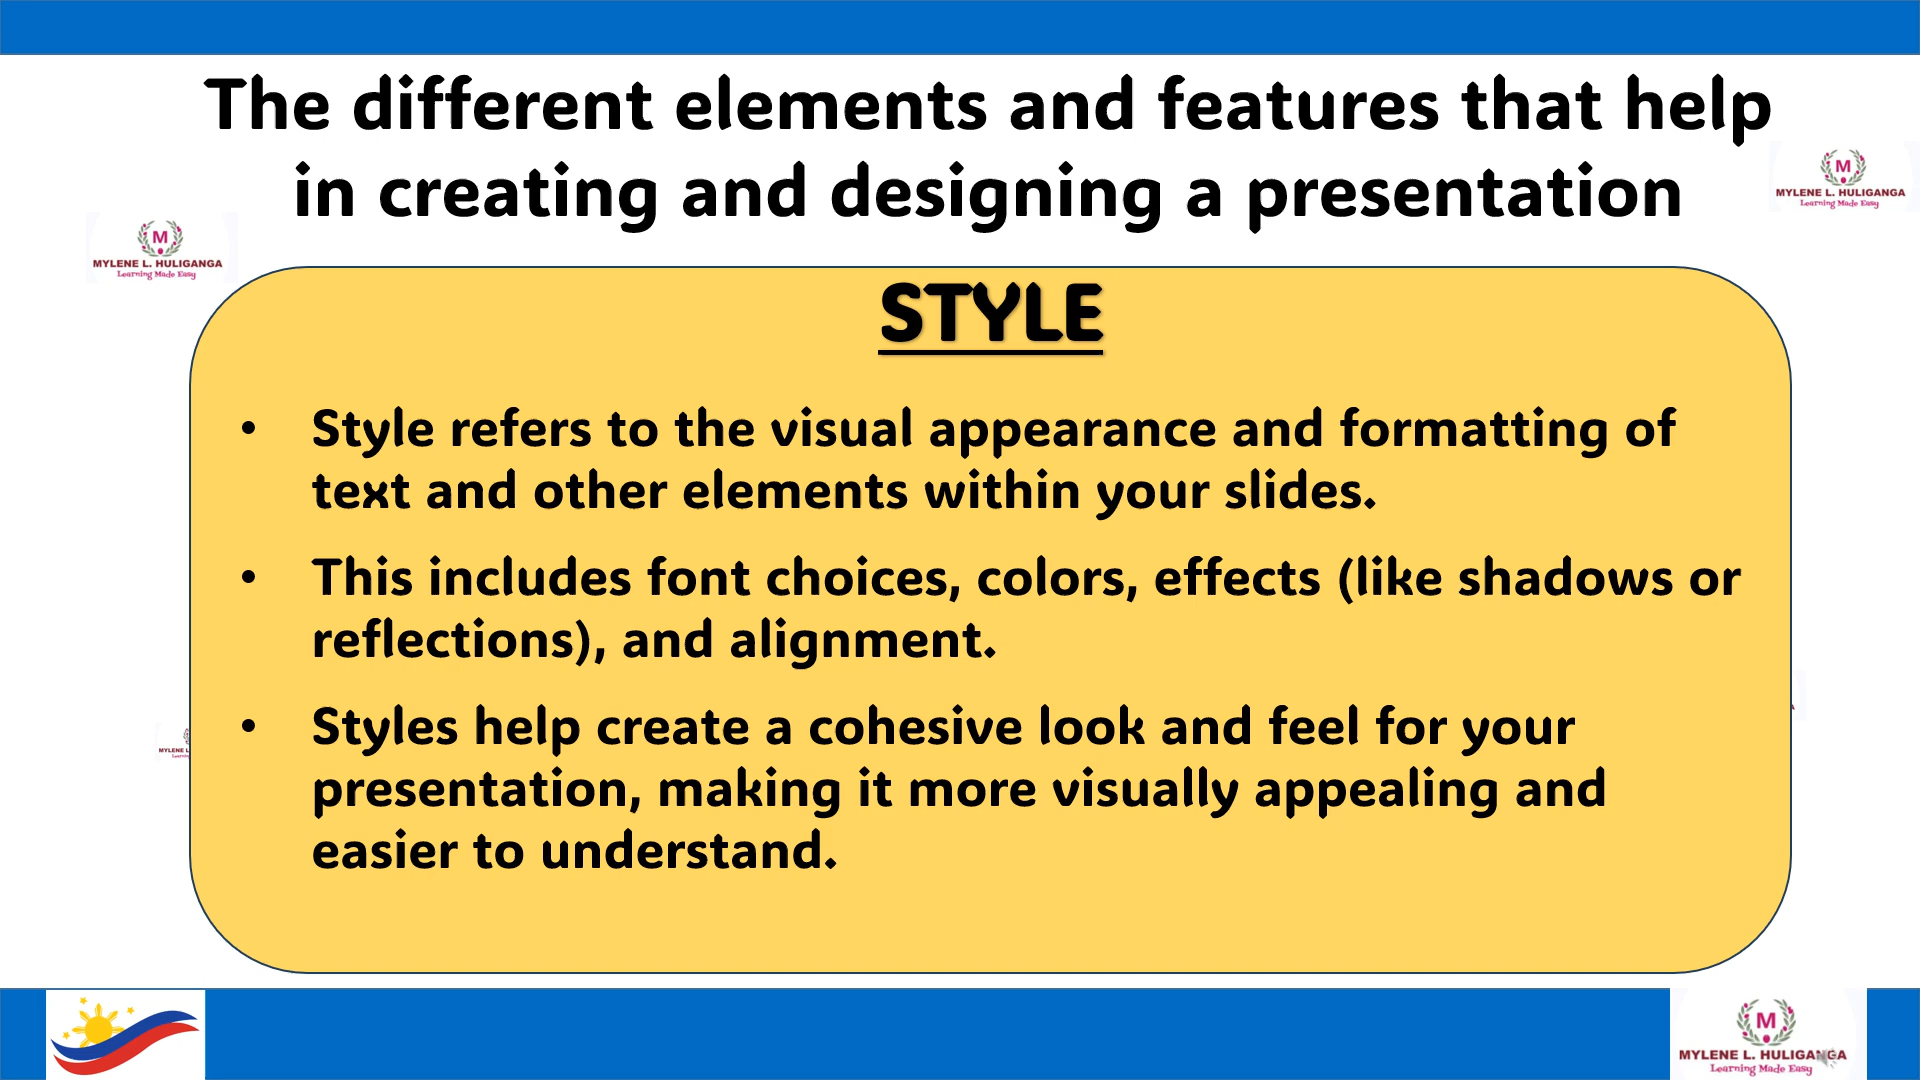 The different elements and features that help
in creating and designing a presentation
M
MYLENE L. HULIGANGA
Learning Made Easy
M
MYLENE L. HULIGANGA
Learning Made Easy
STYLE
• Style refers to the visual appearance and formatting of
text and other elements within your slides.
• This includes font choices, colors, effects (like shadows or
reflections), and alignment.
MYLENE L
• Styles help create a cohesive look and feel for your
presentation, making it more visually appealing and
easier to understand.
M
MYLENE L. HULIGANGA
Learning Made Easy